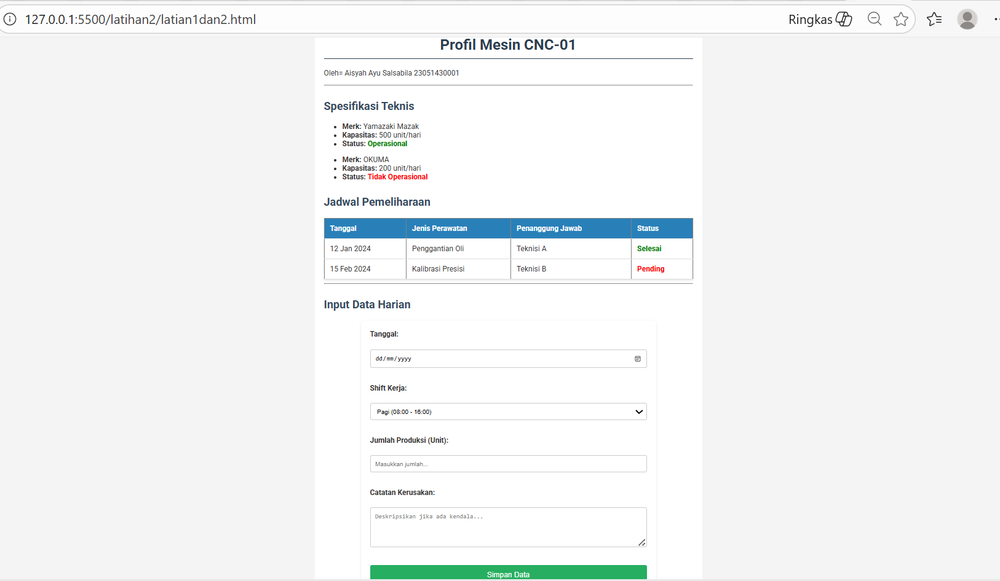 127.0.0.1:5500/latihan2/latian1dan2.html
Ringkas
Profil Mesin CNC-01
Oleh= Aisyah Ayu Salsabila 23051430001
Spesifikasi Teknis
Merk: Yamazaki Mazak
Kapasitas: 500 unit/hari
Status: Operasional
Merk: OKUMA
Kapasitas: 200 unit/hari
Status: Tidak Operasional
Jadwal Pemeliharaan
Tanggal Jenis Perawatan Penanggung Jawab Status
12 Jan 2024 Penggantian Oli Teknisi A Selesai
15 Feb 2024 Kalibrasi Presisi Teknisi B Pending
Input Data Harian
Tanggal:
dd/mm/yyyy
Shift Kerja:
Pagi (08:00 - 16:00)
Jumlah Produksi (Unit):
Masukkan jumlah...
Catatan Kerusakan:
Deskripsikan jika ada kendala...
Simpan Data